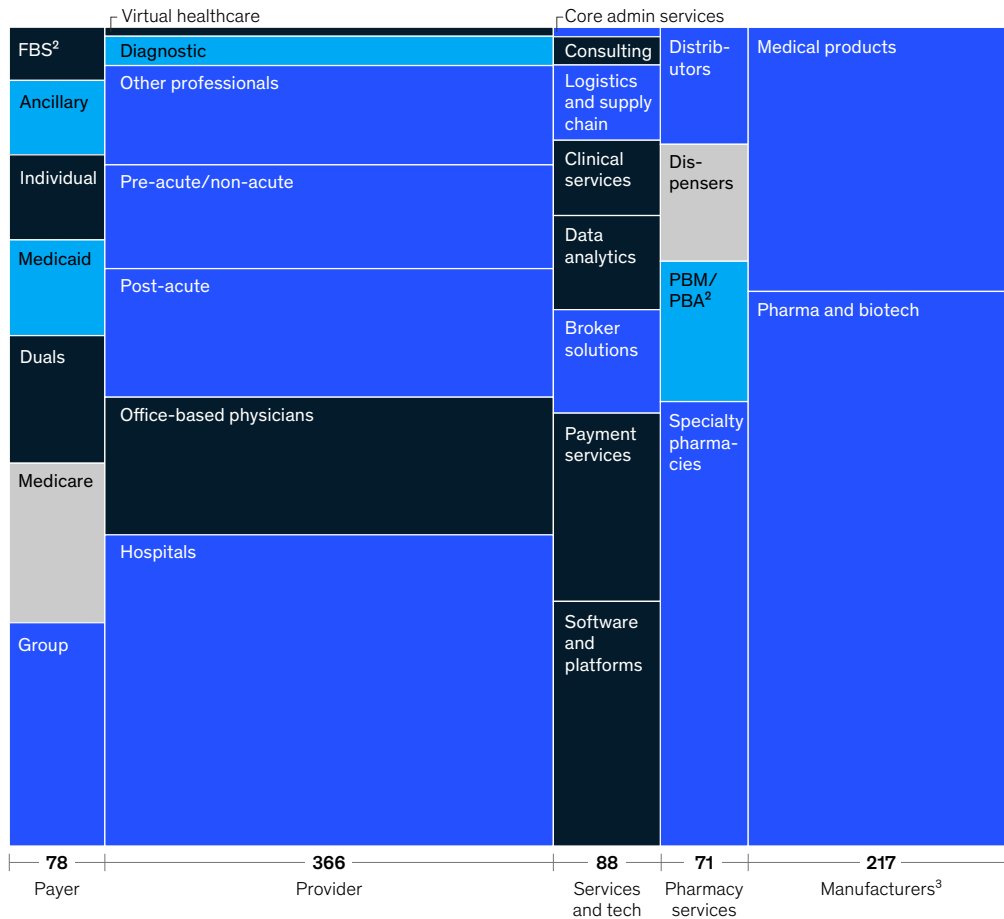 Virtual healthcare
Core admin services
FBS²
Ancillary
Individual
Medicaid
Duals
Medicare
Group
Diagnostic
Other professionals
Pre-acute/non-acute
Post-acute
Office-based physicians
Hospitals
Consulting
Logistics
and supply
chain
Clinical
services
Data
analytics
Broker
solutions
Payment
services
Software
and
platforms
Distrib-
utors
Dis-
pensers
PBM/
PBA²
Specialty
pharma-
cies
Medical products
Pharma and biotech
78
Payer
366
Provider
88
Services
and tech
71
Pharmacy
services
217
Manufacturers³